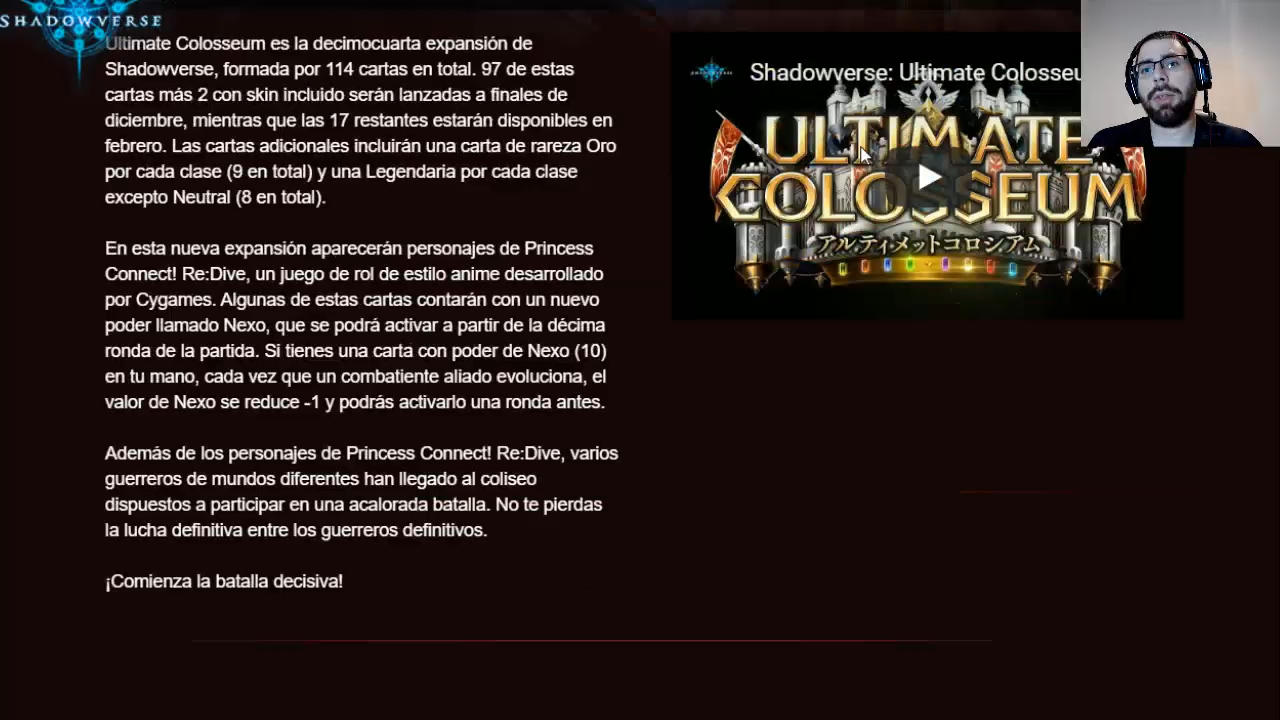 SHADOWVERSE
Ultimate Colosseum es la decimocuarta expansión de
Shadowverse, formada por 114 cartas en total. 97 de estas
cartas más 2 con skin incluido serán lanzadas a finales de
diciembre, mientras que las 17 restantes estarán disponibles en
febrero. Las cartas adicionales incluirán una carta de rareza Oro
por cada clase (9 en total) y una Legendaria por cada clase
excepto Neutral (8 en total).
En esta nueva expansión aparecerán personajes de Princess
Connect! Re:Dive, un juego de rol de estilo anime desarrollado
por Cygames. Algunas de estas cartas contarán con un nuevo
poder llamado Nexo, que se podrá activar a partir de la décima
ronda de la partida. Si tienes una carta con poder de Nexo (10)
en tu mano, cada vez que un combatiente aliado evoluciona, el
valor de Nexo se reduce -1 y podrás activarlo una ronda antes.
Además de los personajes de Princess Connect! Re:Dive, varios
guerreros de mundos diferentes han llegado al coliseo
dispuestos a participar en una acalorada batalla. No te pierdas
la lucha definitiva entre los guerreros definitivos.
¡Comienza la batalla decisiva!
SHADOWVERSE
Shadowverse: Ultimate Colosseu
ULTIMATE
COLOSSEUM
アルティメットコロシアム